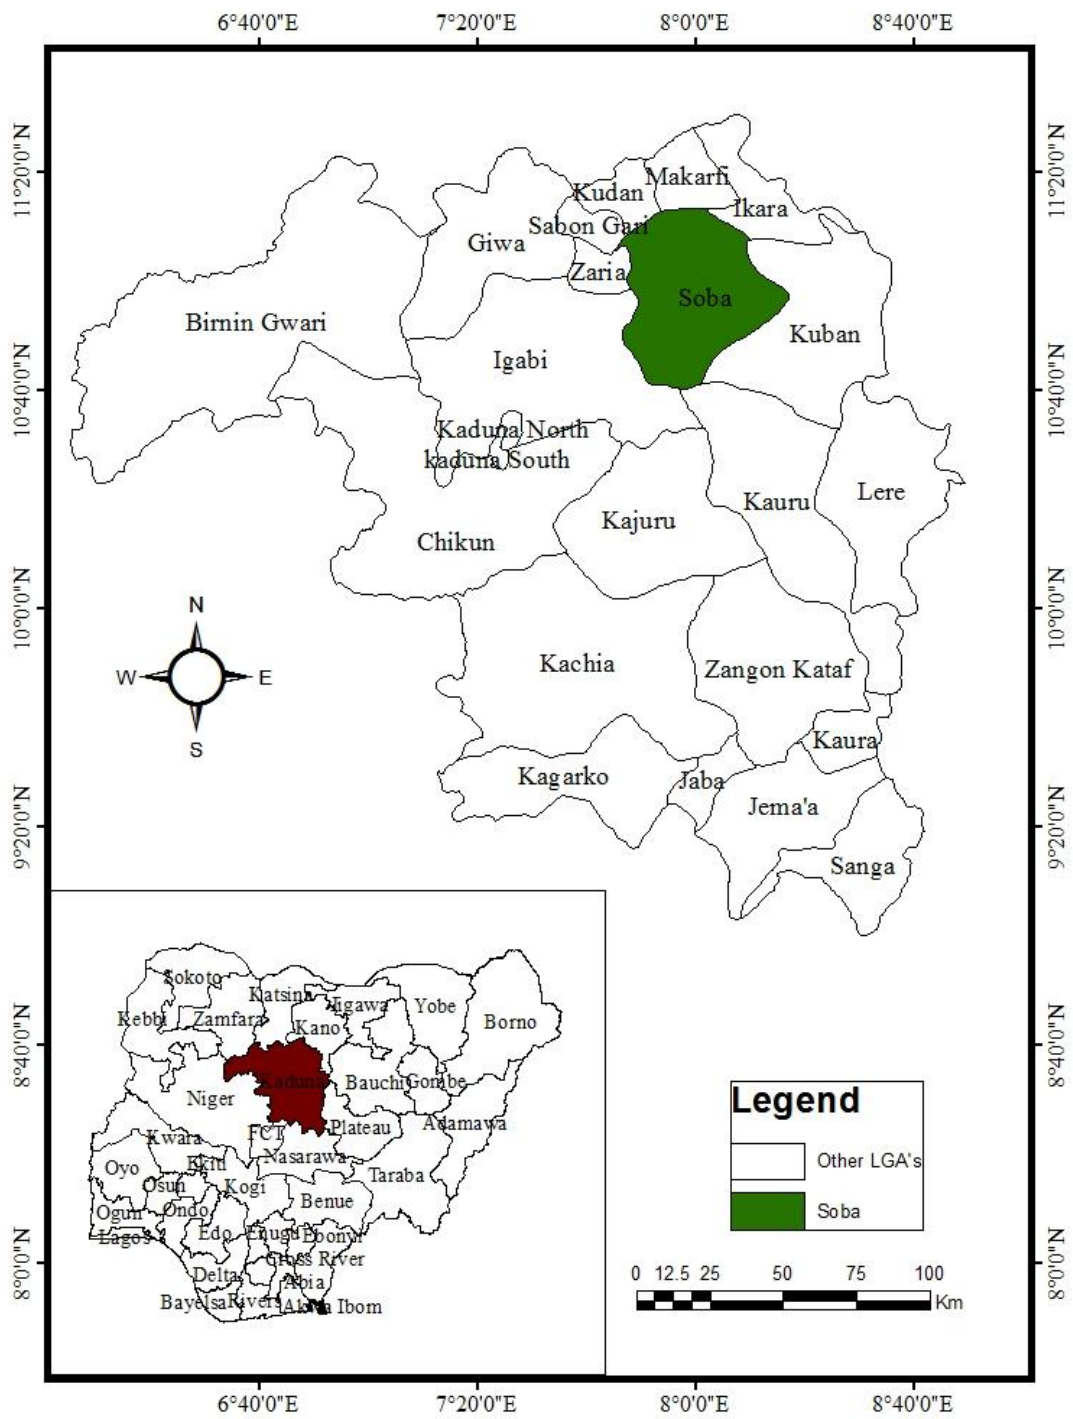 6°40'0"E 7°20'0"E 8°0'0"E 8°40'0"E
11°20'0"N
11°20'0"N
10°40'0"N
10°40'0"N
10°0'0"N
10°0'0"N
9°20'0"N
9°20'0"N
8°40'0"N
8°40'0"N
8°0'0"N
8°0'0"N
Makarfi
Kudan
Ikara
Sabon Gari
Giwa
Zaria
Soba
Birnin Gwari
Kuban
Igabi
Kaduna North
kaduna South
Lere
Kauru
Kajuru
Chikun
Kachia
Zangon Kataf
Kaura
Kagarko
Jaba
Jema'a
Sanga
N
W E
S
Sokoto
Katsina
Jigawa
Yobe
Kebbi
Zamfara
Kano
Borno
Kaduna
Bauchi
Gombe
Niger
Adamawa
Kwara
FCT
Plateau
Nasarawa
Oyo
Ekiti
Taraba
Osun
Kogi
Benue
Ogun
Ondo
Lagos
Edo
Enugu
Ebonyi
Cross River
Delta
Abia
Bayelsa
Rivers
Akwa Ibom
Legend
Other LGA's
Soba
0 12.5 25 50 75 100
Km
6°40'0"E 7°20'0"E 8°0'0"E 8°40'0"E